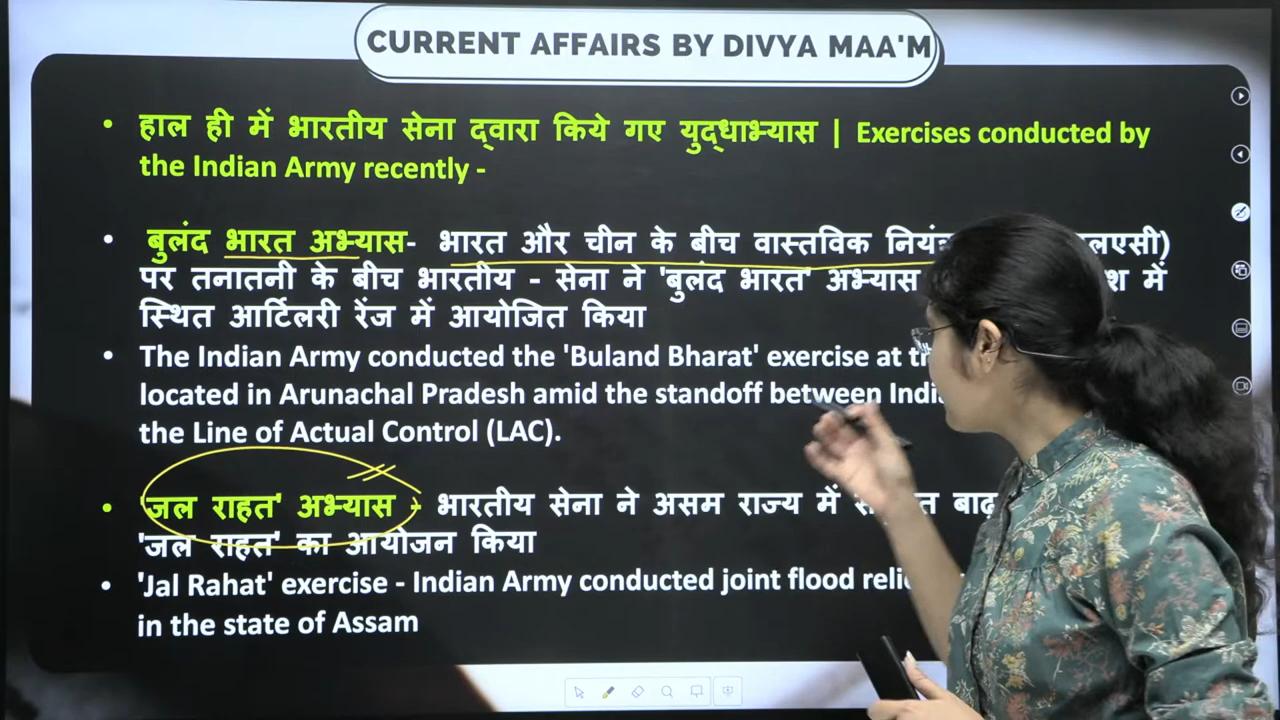 CURRENT AFFAIRS BY DIVYA MAA'M
• हाल ही में भारतीय सेना द्वारा किये गए युद्धाभ्यास | Exercises conducted by
the Indian Army recently -
• बुलंद भारत अभ्यास- भारत और चीन के बीच वास्तविक
पर तनातनी के बीच भारतीय - सेना ने 'बुलंद भारत' अभ्यास में
स्थित आर्टिलरी रेंज में आयोजित किया
• The Indian Army conducted the 'Buland Bharat' exercise at
located in Arunachal Pradesh amid the standoff between
the Line of Actual Control (LAC).
• 'जल राहत' अभ्यास - भारतीय सेना ने असम राज्य में
'जल राहत' का आयोजन किया
• 'Jal Rahat' exercise - Indian Army conducted joint flood
in the state of Assam